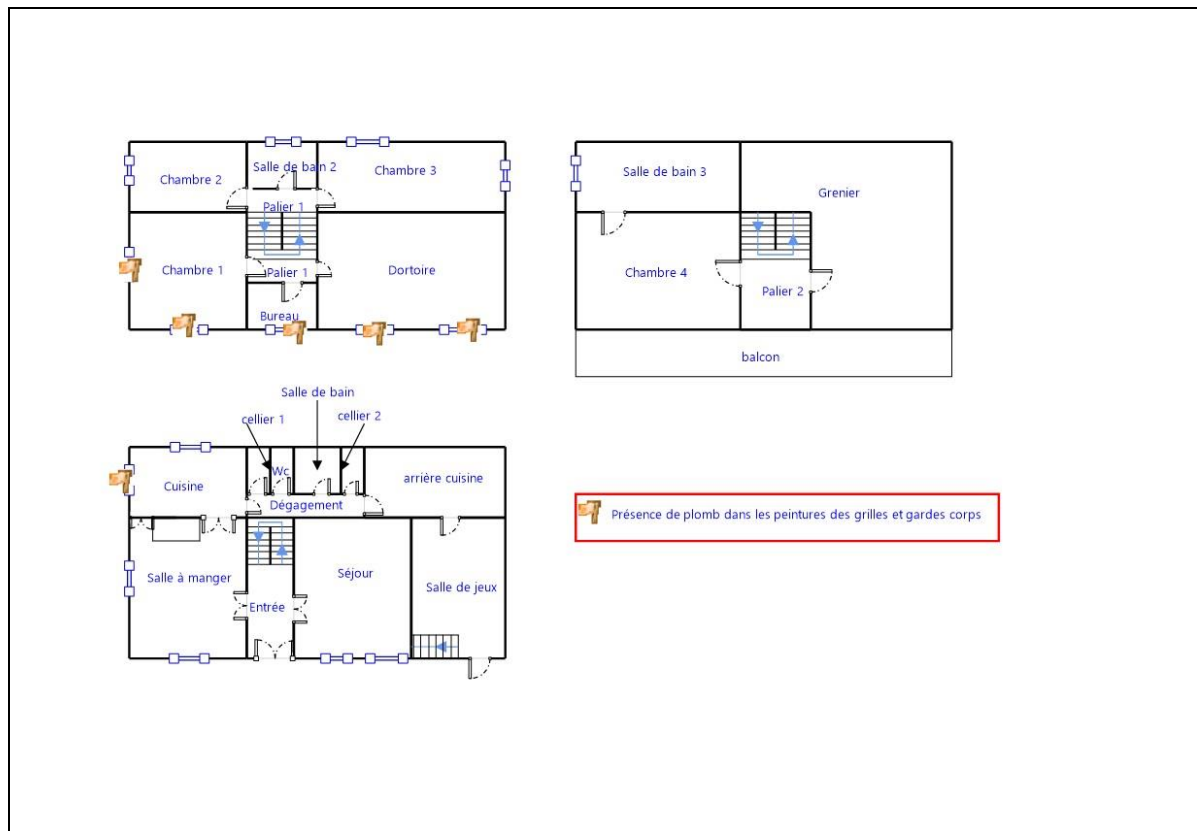 Chambre 2
Salle de bain 2
Chambre 3
Palier 1
Chambre 1
Palier 1
Dortoire
Bureau
Salle de bain 3
Grenier
Chambre 4
Palier 2
balcon
Salle de bain
cellier 1
cellier 2
Cuisine
Wc
arrière cuisine
Dégagement
Salle à manger
Séjour
Salle de jeux
Entrée
Présence de plomb dans les peintures des grilles et gardes corps